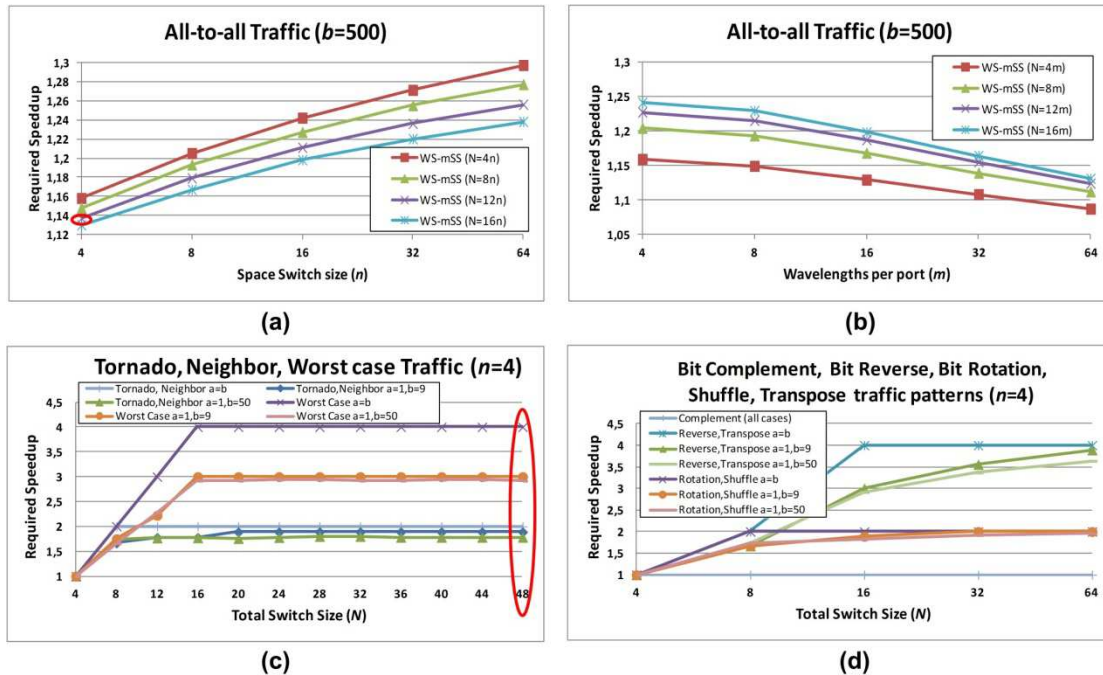 All-to-all Traffic (b=500)
1,3
1,28
1,26
1,24
1,22
1,2
1,18
1,16
1,14
1,12
Required Speedup
WS-mSS (N=4n)
WS-mSS (N=8n)
WS-mSS (N=12n)
WS-mSS (N=16n)
4 8 16 32 64
Space Switch size (n)
(a)
All-to-all Traffic (b=500)
1,3
1,25
1,2
1,15
1,1
1,05
Required Speedup
WS-mSS (N=4m)
WS-mSS (N=8m)
WS-mSS (N=12m)
WS-mSS (N=16m)
4 8 16 32 64
Wavelengths per port (m)
(b)
Tornado, Neighbor, Worst case Traffic (n=4)
Tornado, Neighbor a=b
Tornado,Neighbor a=1,b=9
Tornado,Neighbor a=1,b=50
Worst Case a=b
Worst Case a=1,b=9
Worst Case a=1,b=50
4,5
4
3,5
3
2,5
2
1,5
1
Required Speedup
4 8 12 16 20 24 28 32 36 40 44 48
Total Switch Size (N)
(c)
Bit Complement, Bit Reverse, Bit Rotation,
Shuffle, Transpose traffic patterns (n=4)
4,5
4
3,5
3
2,5
2
1,5
1
Required Speedup
Complement (all cases)
Reverse,Transpose a=b
Reverse,Transpose a=1,b=9
Reverse,Transpose a=1,b=50
Rotation,Shuffle a=b
Rotation,Shuffle a=1,b=9
Rotation,Shuffle a=1,b=50
4 8 16 32 64
Total Switch Size (N)
(d)